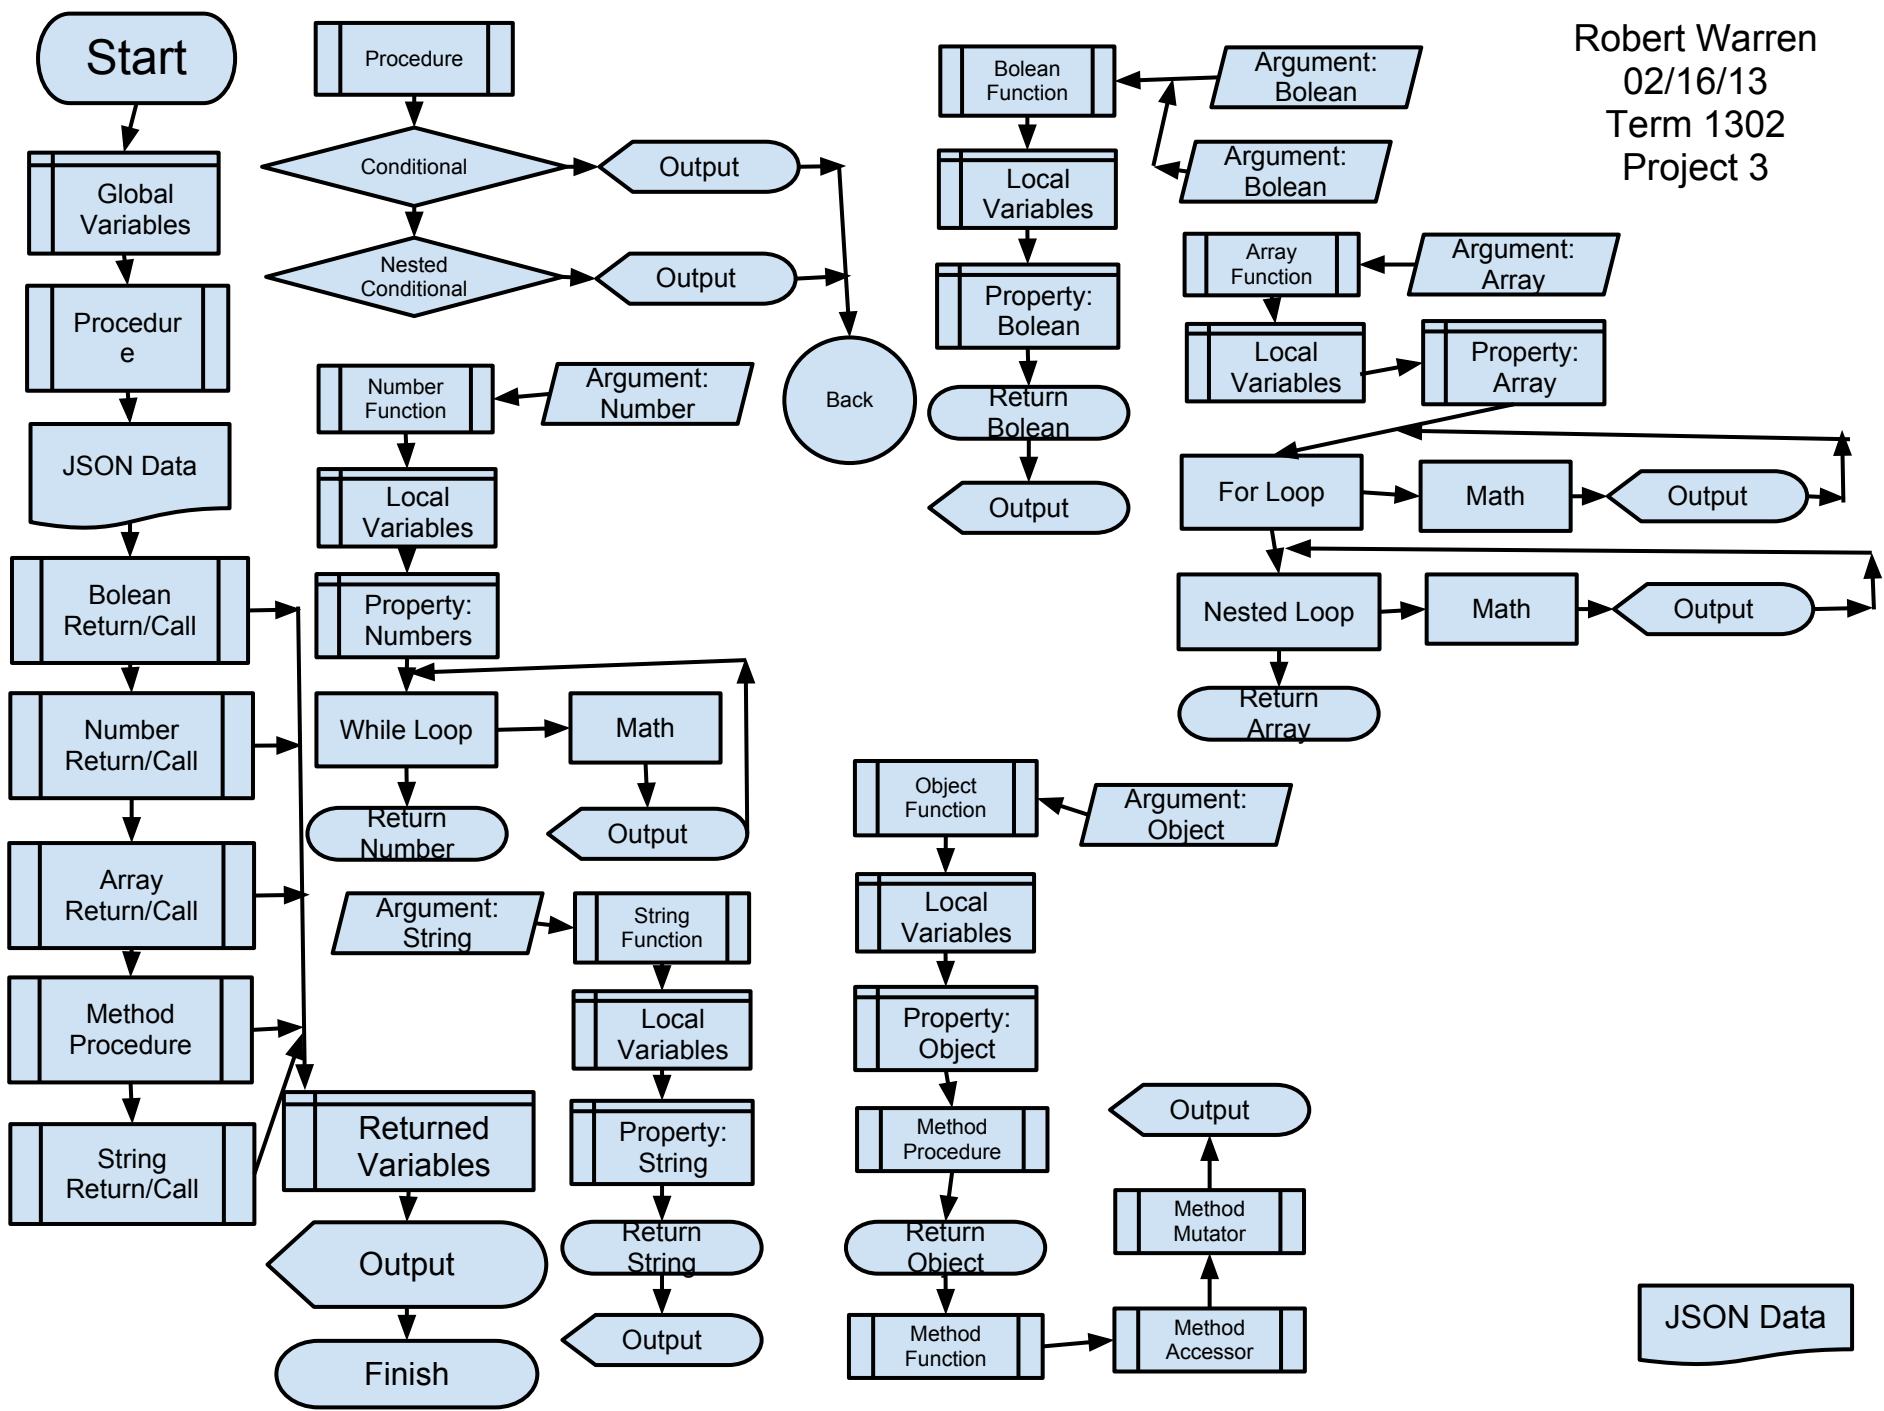 Start
Global
Variables
Procedur
e
JSON Data
Bolean
Return/Call
Number
Return/Call
Array
Return/Call
Method
Procedure
String
Return/Call
Returned
Variables
Output
Finish
Procedure
Conditional
Output
Nested
Conditional
Output
Back
Number
Function
Argument:
Number
Local
Variables
Property:
Numbers
While Loop
Math
Return
Number
Output
Argument:
String
String
Function
Local
Variables
Property:
String
Return
String
Output
Bolean
Function
Argument:
Bolean
Argument:
Bolean
Local
Variables
Property:
Bolean
Return
Bolean
Output
Robert Warren
02/16/13
Term 1302
Project 3
Array
Function
Argument:
Array
Local
Variables
Property:
Array
For Loop
Math
Output
Nested Loop
Math
Output
Return
Array
Object
Function
Argument:
Object
Local
Variables
Property:
Object
Method
Procedure
Return
Object
Method
Function
Method
Accessor
Method
Mutator
Output
JSON Data